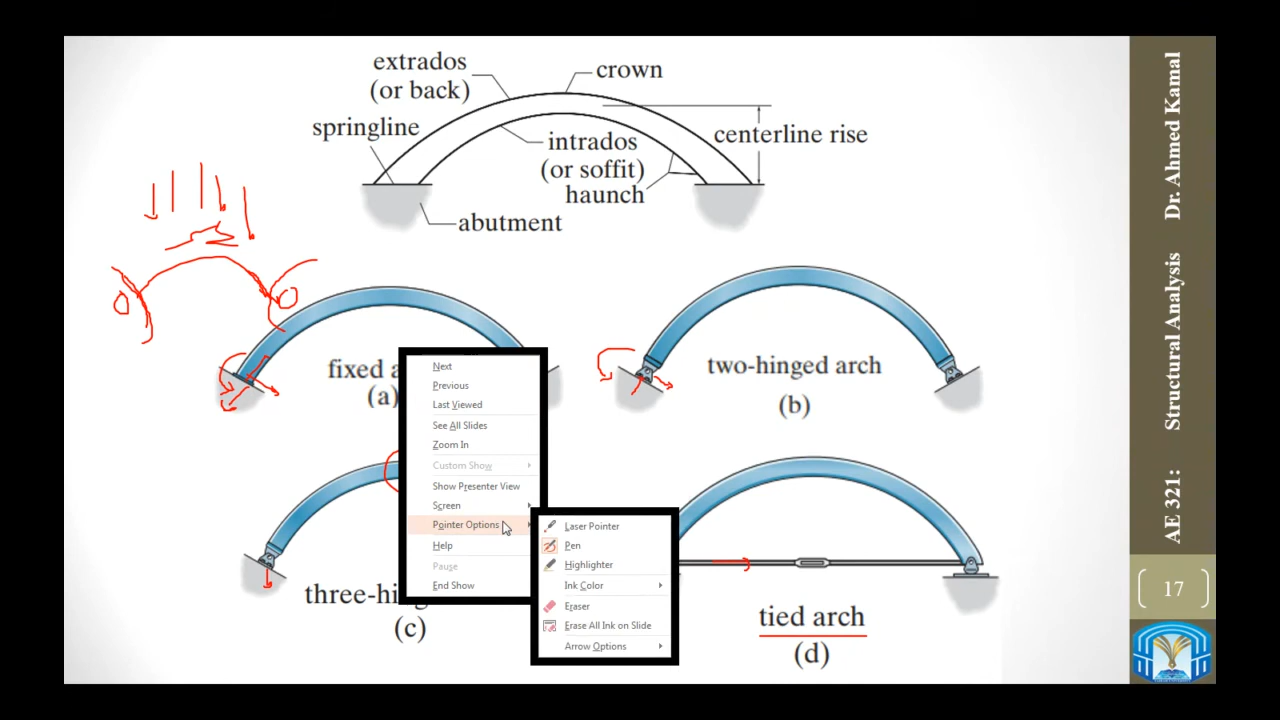 extrados
(or back)
crown
springline
intrados
(or soffit)
centerline rise
haunch
abutment
fixed a
(a)
two-hinged arch
(b)
three-hi
(c)
tied arch
(d)
Next
Previous
Last Viewed
See All Slides
Zoom In
Custom Show
Show Presenter View
Screen
Pointer Options
Help
Pause
End Show
Laser Pointer
Pen
Highlighter
Ink Color
Eraser
Erase All Ink on Slide
Arrow Options
AE 321: Structural Analysis Dr. Ahmed Kamal
17